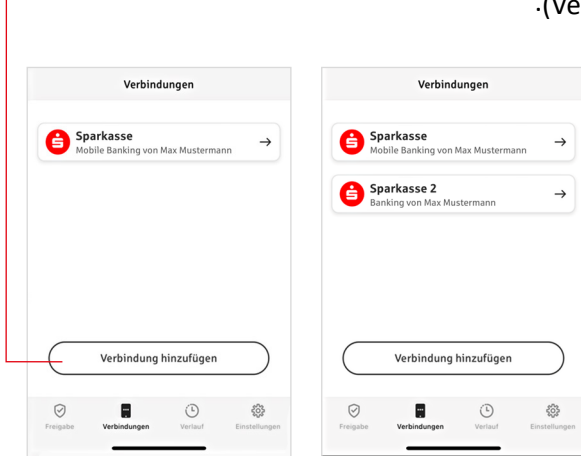 Verbindungen
Sparkasse
Mobile Banking von Max Mustermann
Verbindung hinzufügen
Freigabe Verbindungen Verlauf Einstellungen
Verbindungen
Sparkasse
Mobile Banking von Max Mustermann
Sparkasse 2
Banking von Max Mustermann
Verbindung hinzufügen
Freigabe Verbindungen Verlauf Einstellungen